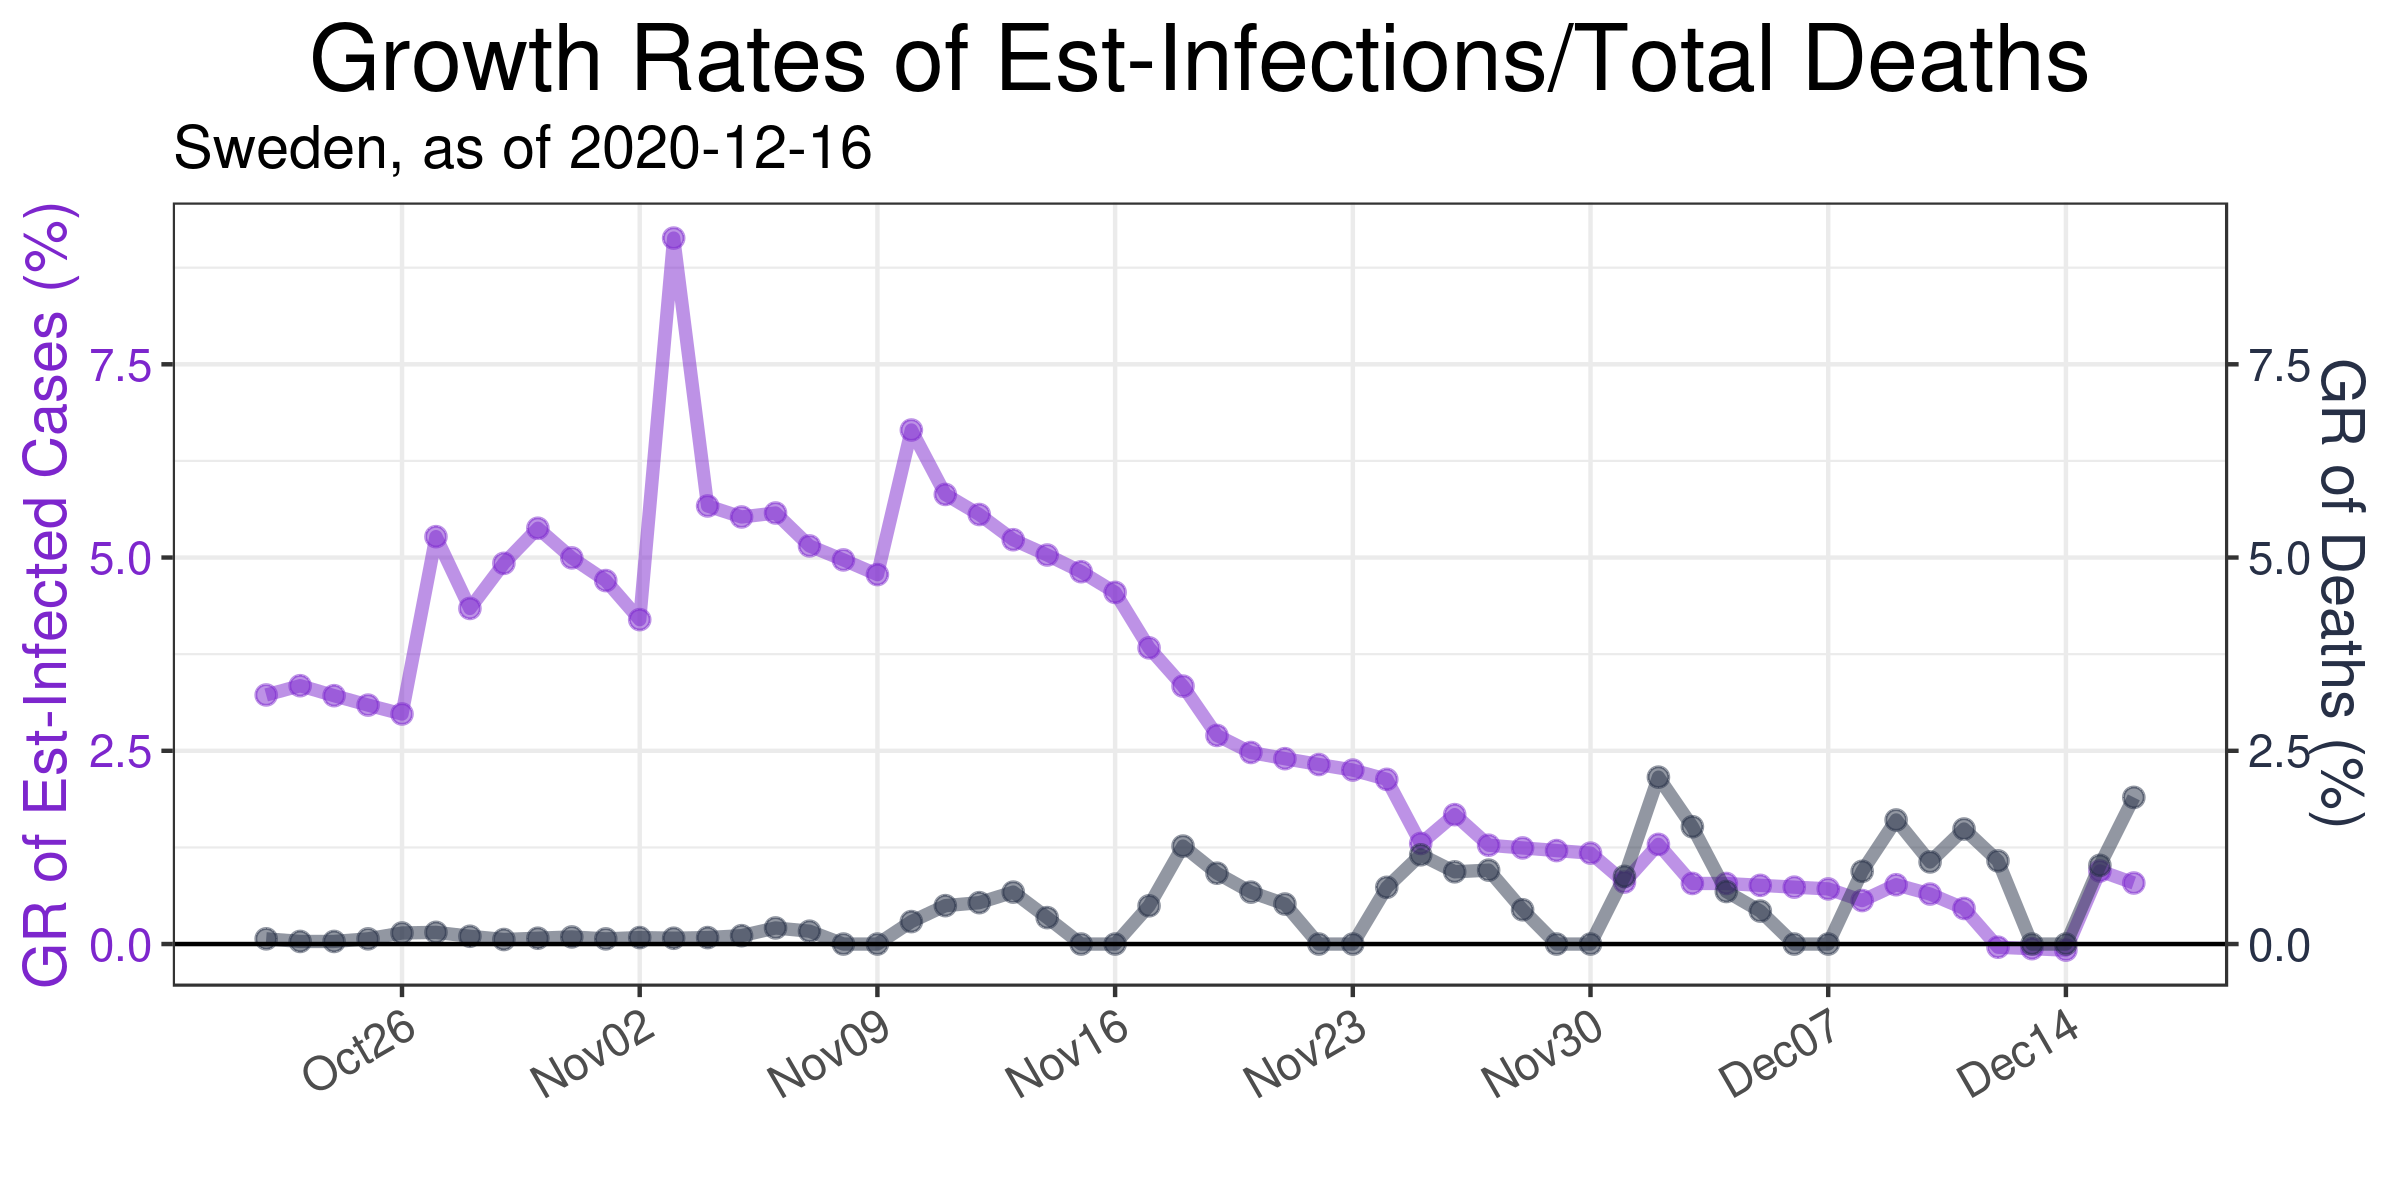 Growth Rates of Est-Infections/Total Deaths
Sweden, as of 2020-12-16
GR of Est-Infected Cases (%)
7.5
5.0
2.5
0.0
7.5
5.0
2.5
0.0
GR of Deaths (%)
Oct26
Nov02
Nov09
Nov16
Nov23
Nov30
Dec07
Dec14